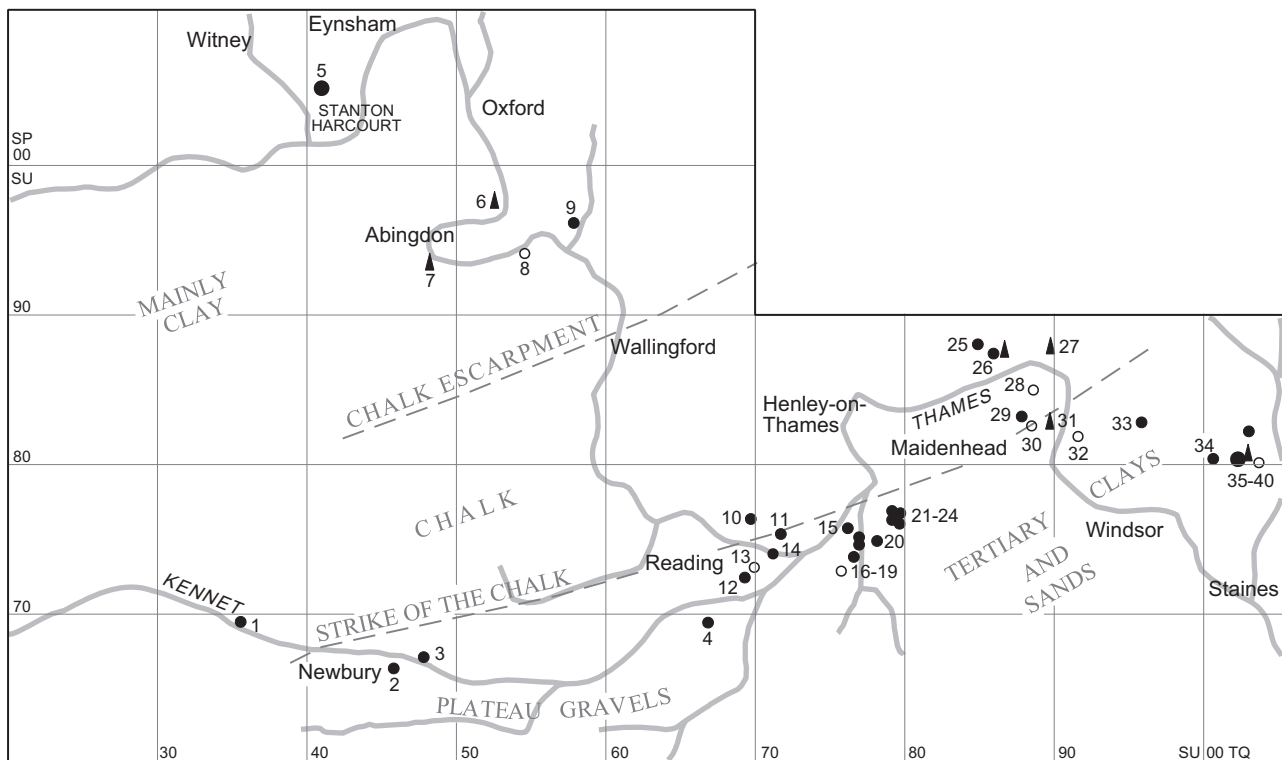 Eynsham
Witney
5
STANTON
HARCOURT
Oxford
SP
00
SU
6
9
Abingdon
7
8
MAINLY
CLAY
90
CHALK ESCARPMENT
Wallingford
25
26
27
28
Henley-on-
Thames
THAMES
29
30
31
32
33
Maidenhead
34
35-40
80
CLAYS
CHALK
10
11
15
21-24
20
Windsor
Reading
13
14
12
16-19
TERTIARY
AND
SANDS
Staines
KENNET
1
STRIKE OF THE CHALK
70
4
3
Newbury
2
PLATEAU GRAVELS
30
40
50
60
70
80
90
SU 00 TQ